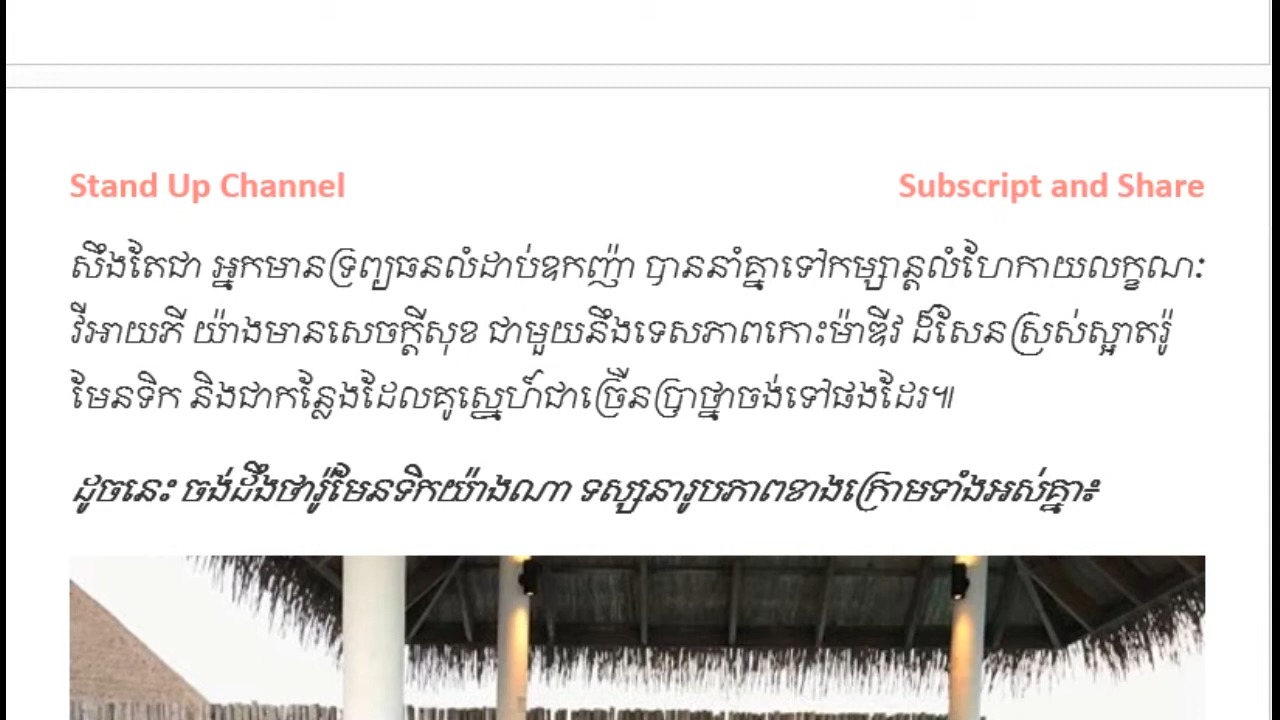 Stand Up Channel Subscript and Share
សឹងតែជា អ្នកមានទ្រព្យធនលំដាប់ឧកញ៉ា បាននាំគ្នាទៅកម្សាន្តលំហែកាយលក្ខណៈ
វីអាយភី យ៉ាងមានសេចក្ដីសុខ ជាមួយនឹងទេសភាពកោះម៉ាឌីវ ដ៏សែនស្រស់ស្អាតរ៉ូ
មែនទិក និងជាកន្លែងដែលគូស្នេហ៍ជាច្រើនប្រាថ្នាចង់ទៅផងដែរ៕
ដូចនេះ ចង់ដឹងថារ៉ូមែនទិកយ៉ាងណា ទស្សនារូបភាពខាងក្រោមទាំងអស់គ្នា៖